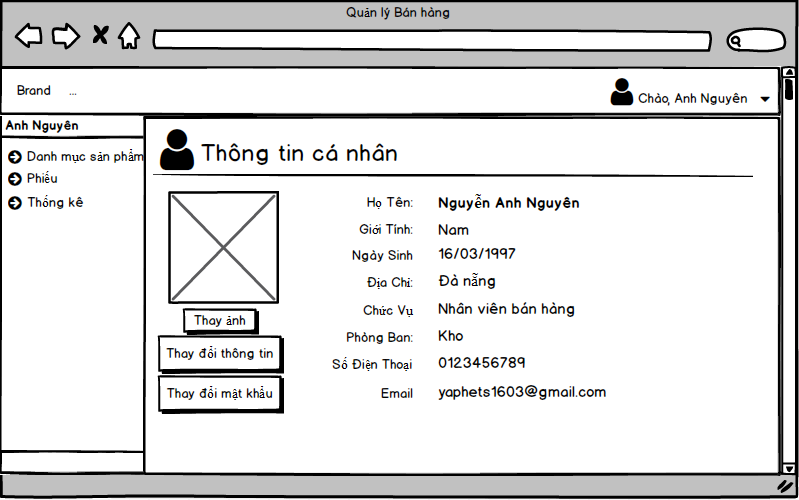 Quản lý Bán hàng
Brand ...
Chào, Anh Nguyên
Anh Nguyên
Danh mục sản phẩm
Phiếu
Thống kê
Thông tin cá nhân
Thay ảnh
Thay đổi thông tin
Thay đổi mật khẩu
Họ Tên: Nguyễn Anh Nguyên
Giới Tính: Nam
Ngày Sinh 16/03/1997
Địa Chỉ: Đà nẵng
Chức Vụ Nhân viên bán hàng
Phòng Ban: Kho
Số Điện Thoại 0123456789
Email yaphets1603@gmail.com